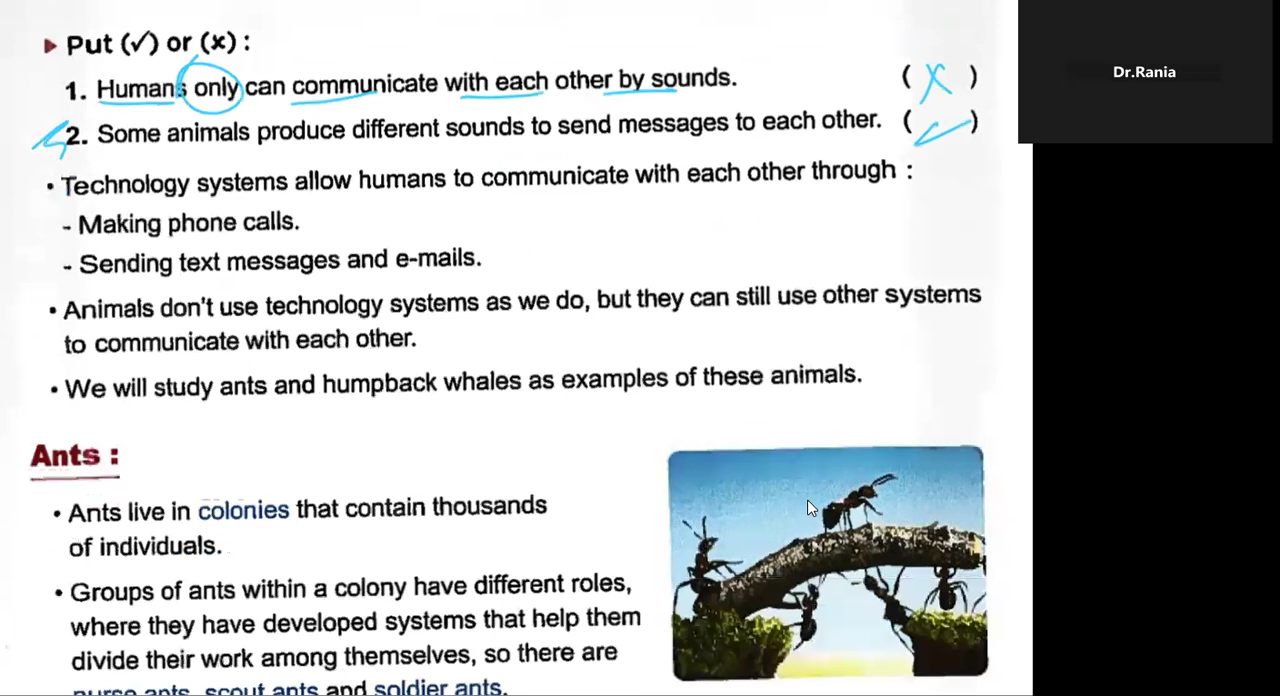 ▶ Put (✓) or (x) :
1. Humans only can communicate with each other by sounds. ( X )
2. Some animals produce different sounds to send messages to each other. ( ✓ )
• Technology systems allow humans to communicate with each other through :
- Making phone calls.
- Sending text messages and e-mails.
• Animals don't use technology systems as we do, but they can still use other systems
to communicate with each other.
• We will study ants and humpback whales as examples of these animals.
Ants :
• Ants live in colonies that contain thousands
of individuals.
• Groups of ants within a colony have different roles,
where they have developed systems that help them
divide their work among themselves, so there are
nurse ants, scout ants and soldier ants.
Dr.Rania